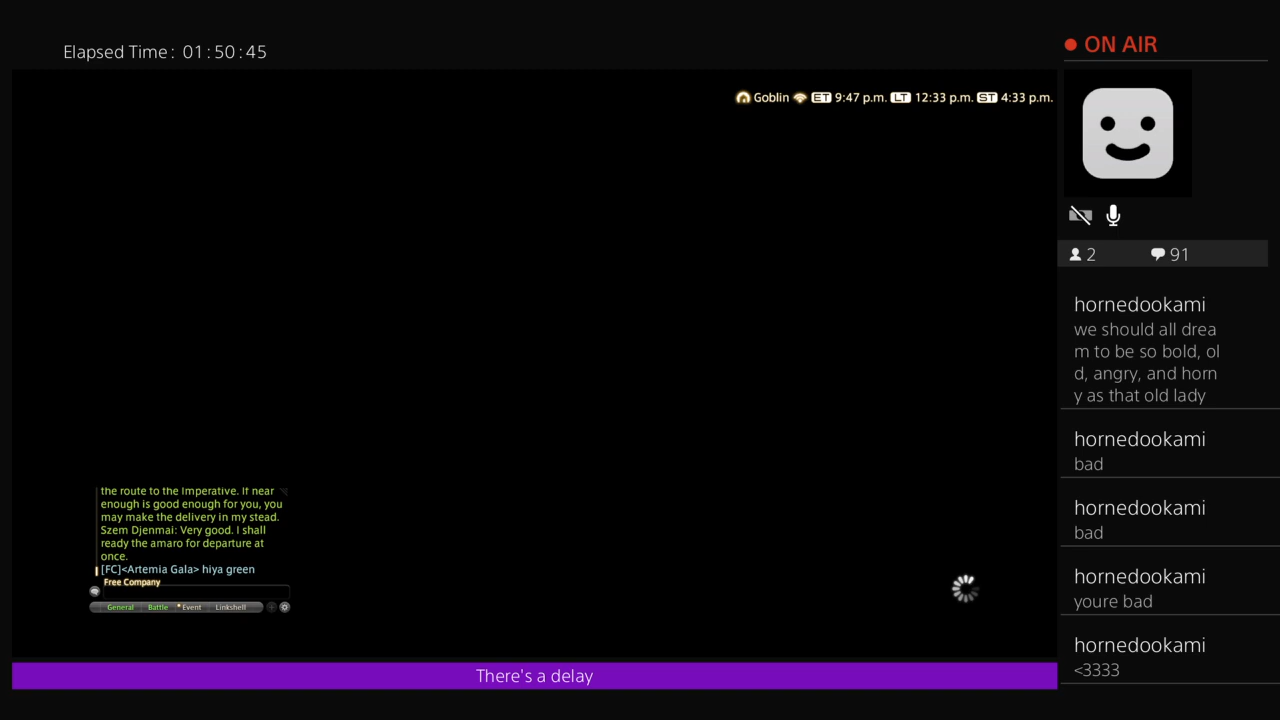 Elapsed Time: 01:50:45
ON AIR
Goblin ET 9:47 p.m. LT 12:33 p.m. ST 4:33 p.m.
2 91
hornedookami
we should all drea
m to be so bold, ol
d, angry, and horn
y as that old lady
hornedookami
bad
hornedookami
bad
hornedookami
youre bad
hornedookami
<3333
the route to the Imperative. If near
enough is good enough for you, you
may make the delivery in my stead.
Szem Djenmai: Very good. I shall
ready the amaro for departure at
once.
[FC]<Artemia Gala> hiya green
Free Company
General Battle Event Linkshell
There's a delay